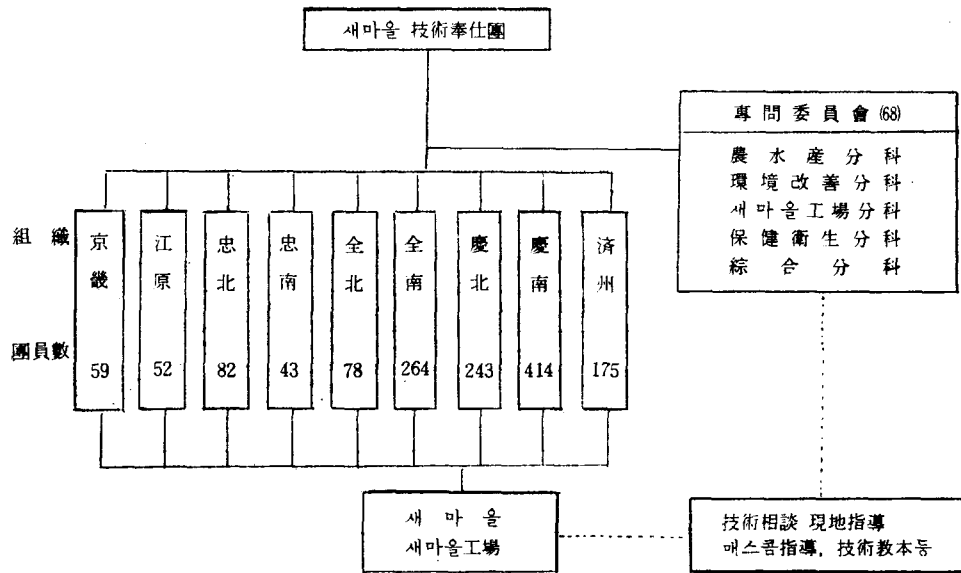 새마을 技術奉仕團
專問委員會 (68)
農水産分科
環境改善分科
새마을工場分科
保健衛生分科
綜合分科
組織
京畿
江原
忠北
忠南
全北
全南
慶北
慶南
済州
團員數
59
52
82
43
78
264
243
414
175
새마을
새마을工場
技術相談 現地指導
매스콤指導, 技術敎本등